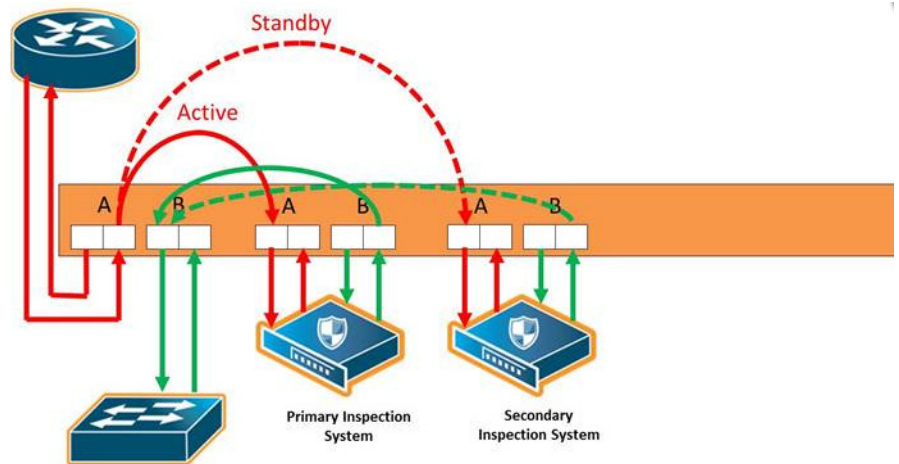 Standby
Active
A B A B A B
Primary Inspection
System
Secondary
Inspection System